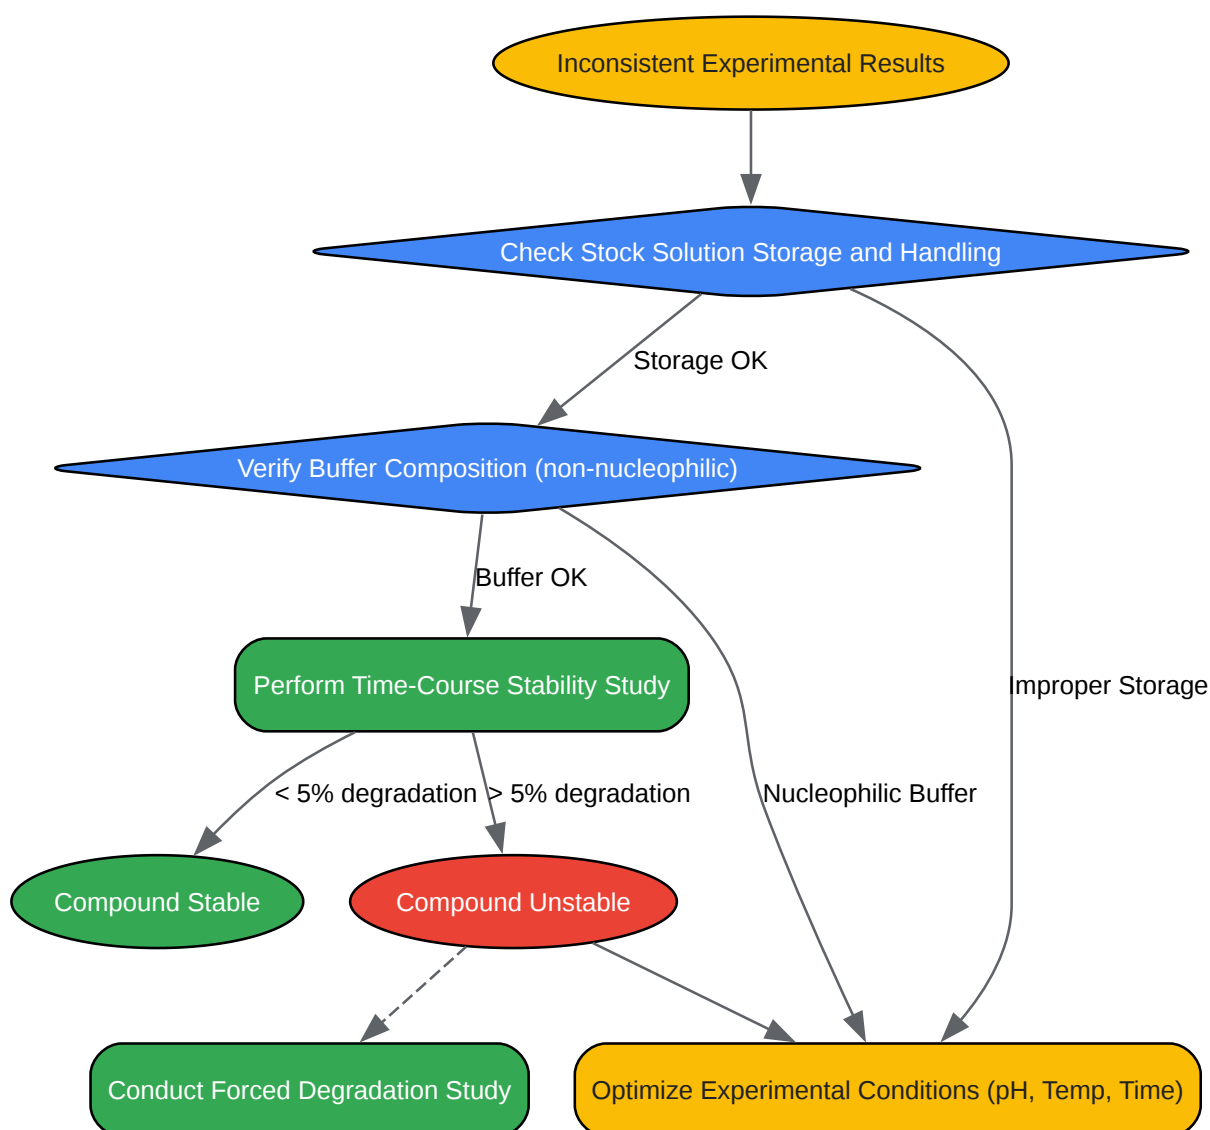 Inconsistent Experimental Results
Check Stock Solution Storage and Handling
Storage OK
Verify Buffer Composition (non-nucleophilic)
Buffer OK
Perform Time-Course Stability Study
Improper Storage
< 5% degradation
> 5% degradation
Nucleophilic Buffer
Compound Stable
Compound Unstable
Conduct Forced Degradation Study
Optimize Experimental Conditions (pH, Temp, Time)